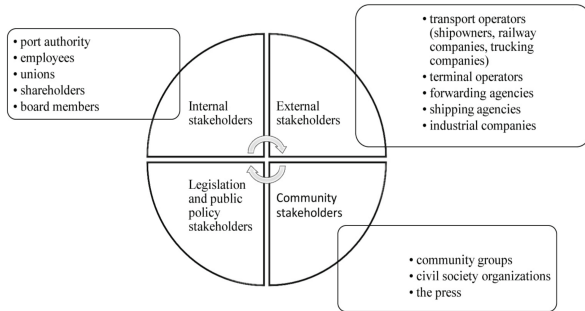 • port authority
• employees
• unions
• shareholders
• board members
• transport operators
(shipowners, railway
companies, trucking
companies)
• terminal operators
• forwarding agencies
• shipping agencies
• industrial companies
Internal
stakeholders
External
stakeholders
Legislation
and public
policy
stakeholders
Community
stakeholders
• community groups
• civil society organizations
• the press